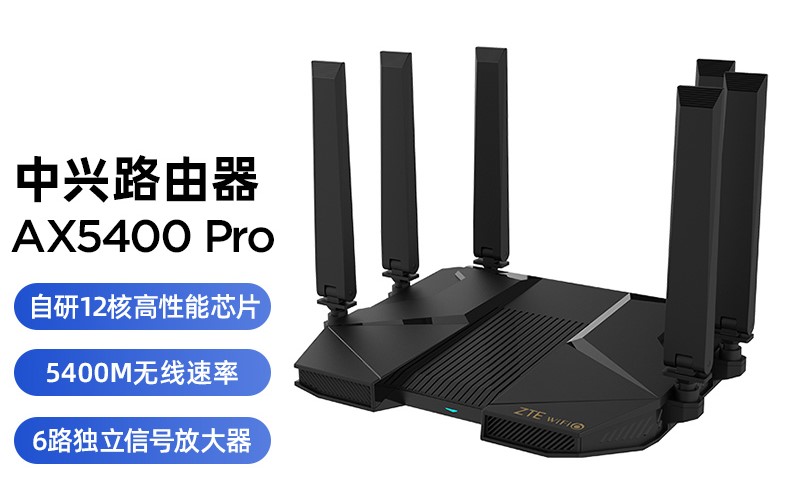 中兴路由器
AX5400 Pro
自研12核高性能芯片
5400M无线速率
6路独立信号放大器
ZTE WiFi